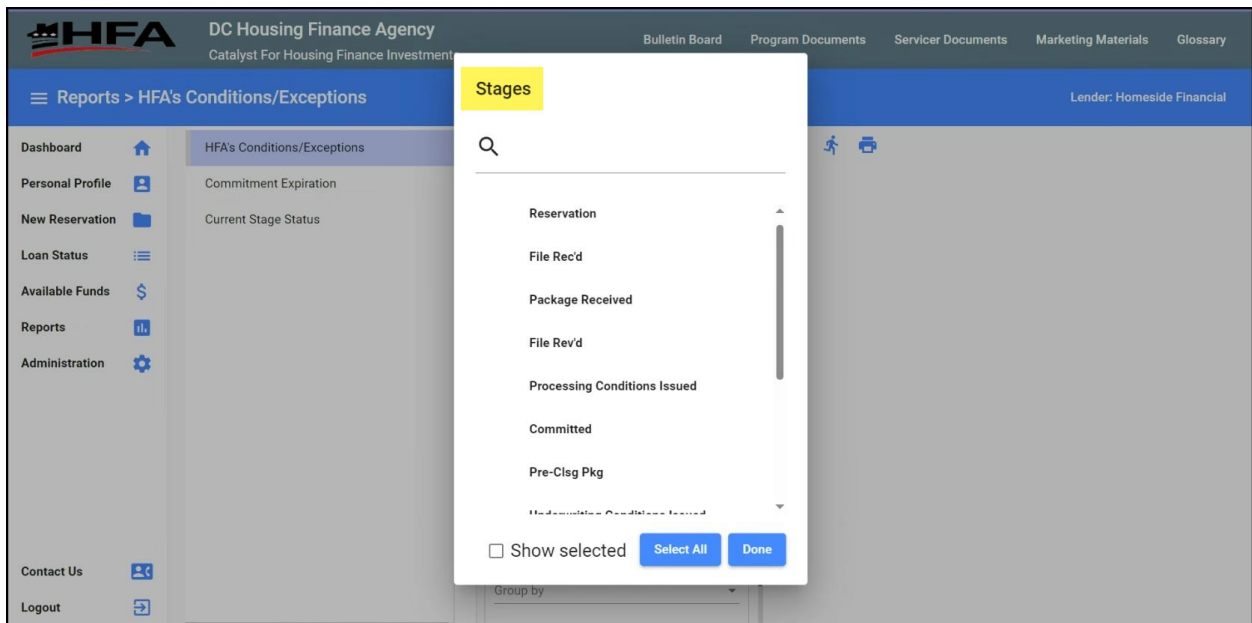 HFA
DC Housing Finance Agency
Catalyst For Housing Finance Investment
Bulletin Board
Program Documents
Servicer Documents
Marketing Materials
Glossary
Reports > HFA's Conditions/Exceptions
Lender: Homeside Financial
Dashboard
Personal Profile
New Reservation
Loan Status
Available Funds
Reports
Administration
Contact Us
Logout
HFA's Conditions/Exceptions
Commitment Expiration
Current Stage Status
Stages
Reservation
File Rec'd
Package Received
File Rev'd
Processing Conditions Issued
Committed
Pre-Clsg Pkg
Underwriting Conditions Issued
Show selected
Select All
Done
Group by